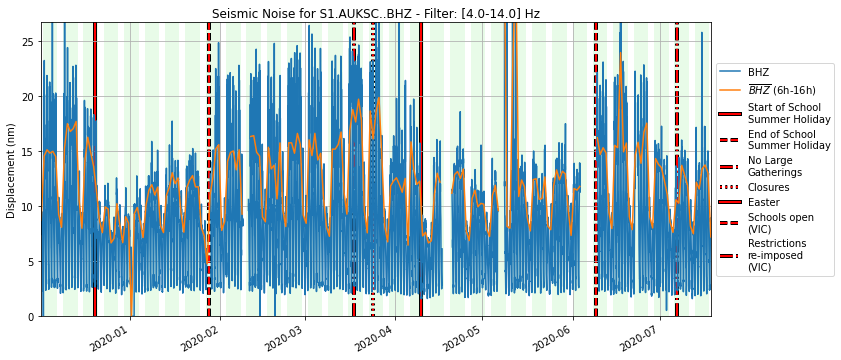 Seismic Noise for S1.AUKSC..BHZ - Filter: [4.0-14.0] Hz
Displacement (nm)
25
20
15
10
5
0
2020-01
2020-02
2020-03
2020-04
2020-05
2020-06
2020-07
BHZ
BHZ (6h-16h)
Start of School
Summer Holiday
End of School
Summer Holiday
No Large
Gatherings
Closures
Easter
Schools open
(VIC)
Restrictions
re-imposed
(VIC)